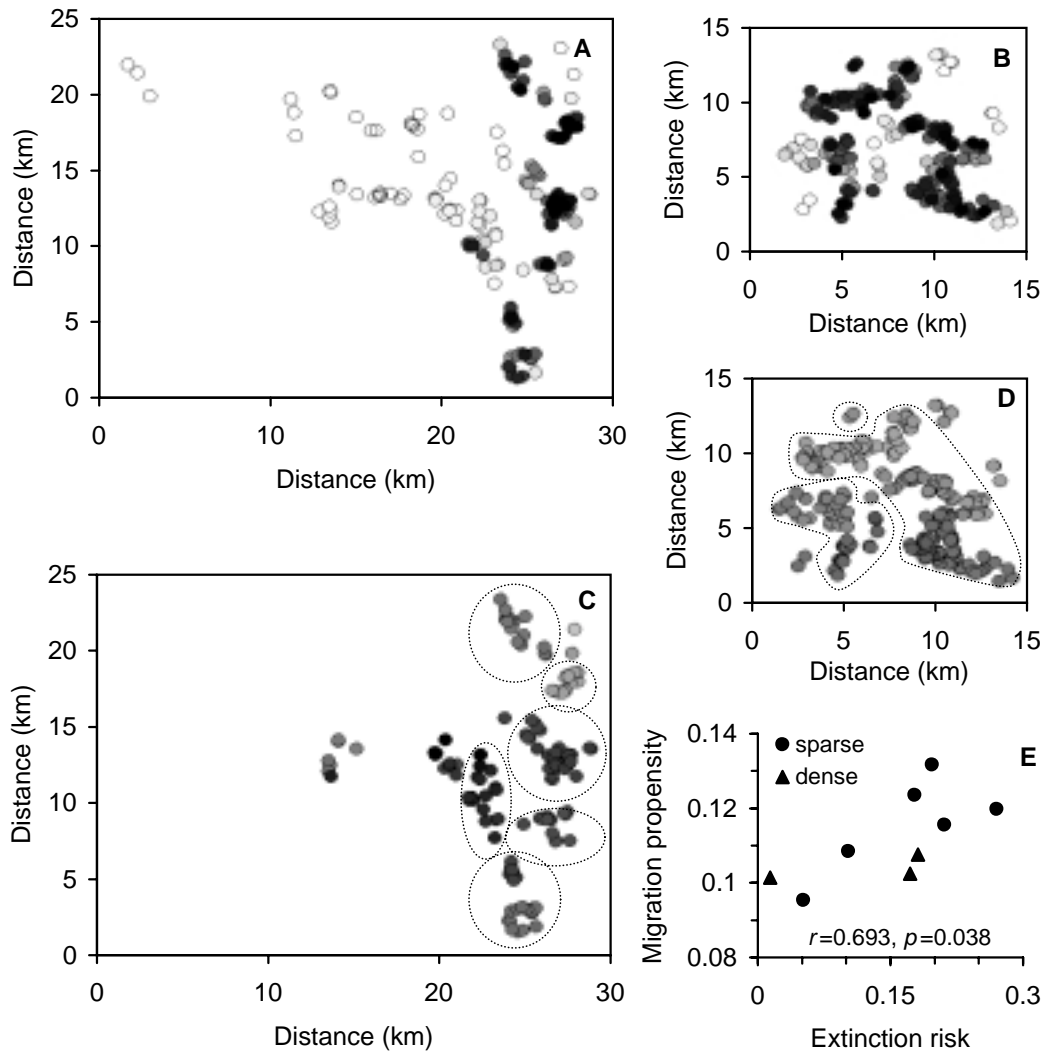 A
25
20
15
10
5
0
Distance (km)
0 10 20 30
Distance (km)
B
15
10
5
0
Distance (km)
0 5 10 15
Distance (km)
C
25
20
15
10
5
0
Distance (km)
0 10 20 30
Distance (km)
D
15
10
5
0
Distance (km)
0 5 10 15
Distance (km)
E
0.14
0.12
0.1
0.08
Migration propensity
sparse
dense
r=0.693, p=0.038
0 0.15 0.3
Extinction risk